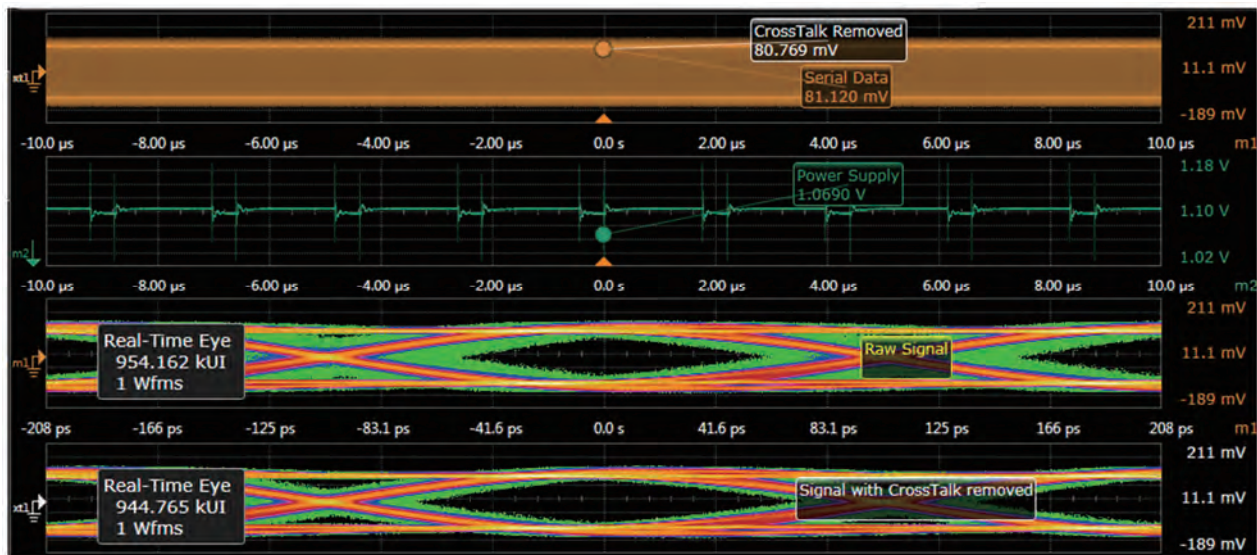 211 mV
CrossTalk Removed
80.769 mV
11.1 mV
xt1
Serial Data
81.120 mV
-189 mV
-10.0 µs -8.00 µs -6.00 µs -4.00 µs -2.00 µs 0.0 s 2.00 µs 4.00 µs 6.00 µs 8.00 µs 10.0 µs m1
1.18 V
Power Supply
1.0690 V
1.10 V
m2
1.02 V
-10.0 µs -8.00 µs -6.00 µs -4.00 µs -2.00 µs 0.0 s 2.00 µs 4.00 µs 6.00 µs 8.00 µs 10.0 µs m2
211 mV
Real-Time Eye
954.162 kUI
1 Wfms
m1
Raw Signal
11.1 mV
-189 mV
-208 ps -166 ps -125 ps -83.1 ps -41.6 ps 0.0 s 41.6 ps 83.1 ps 125 ps 166 ps 208 ps m1
211 mV
Real-Time Eye
944.765 kUI
1 Wfms
xt1
Signal with CrossTalk removed
11.1 mV
-189 mV